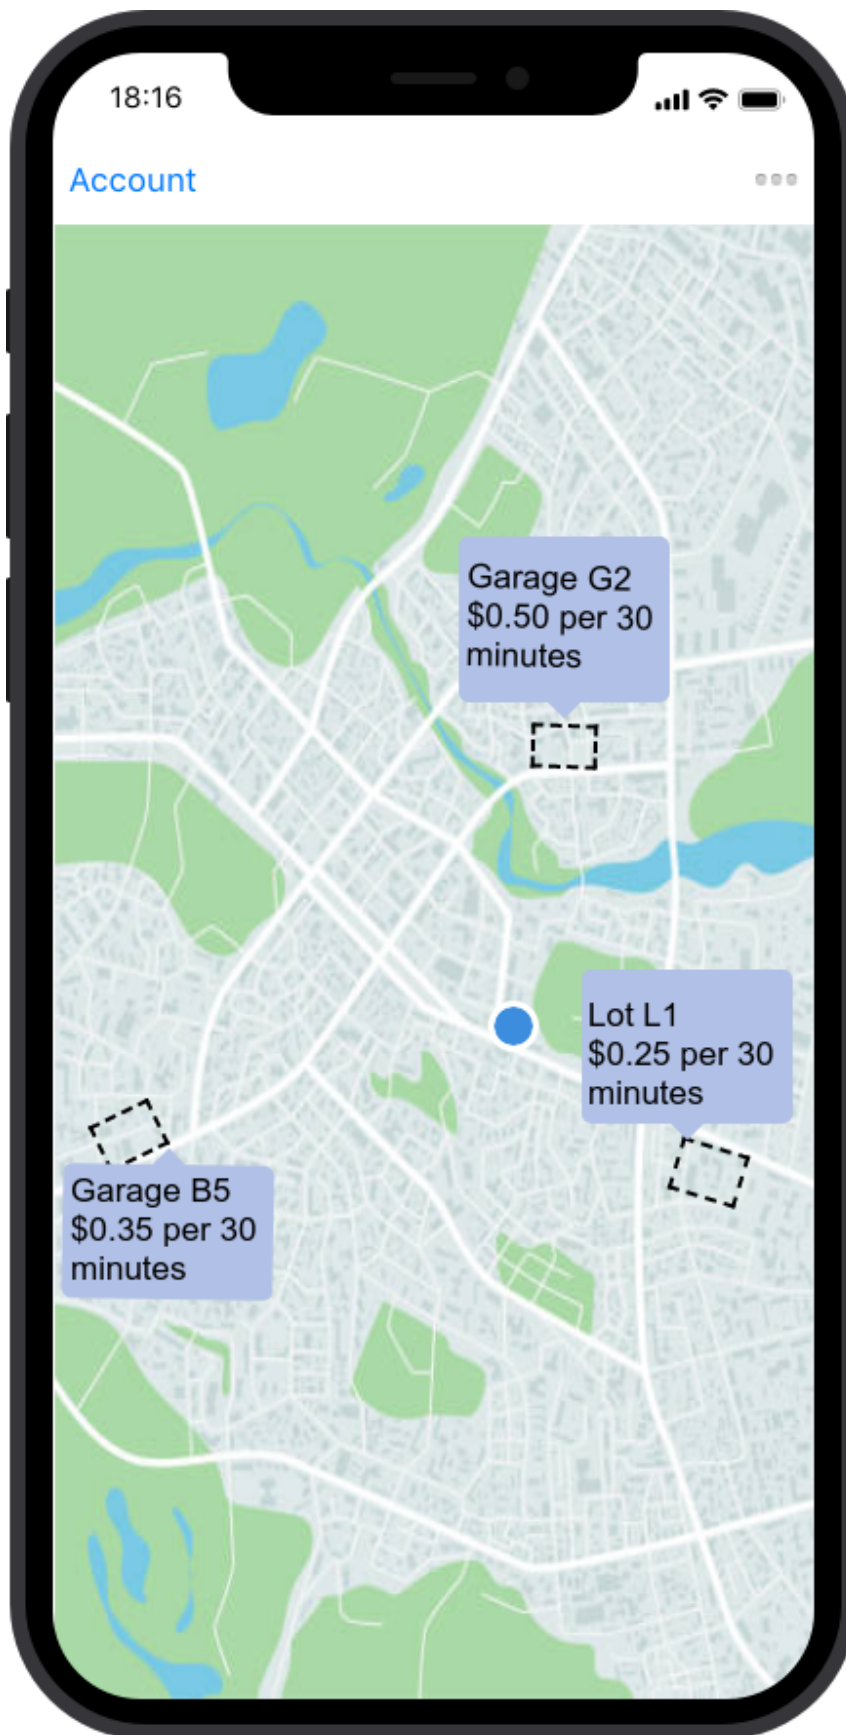 18:16
Account
Garage G2
$0.50 per 30
minutes
Lot L1
$0.25 per 30
minutes
Garage B5
$0.35 per 30
minutes